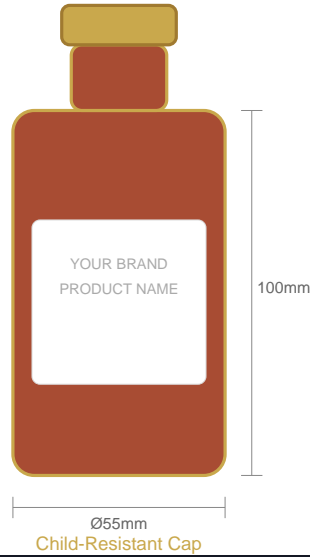 YOUR BRAND
PRODUCT NAME
100mm
Ø55mm
Child-Resistant Cap